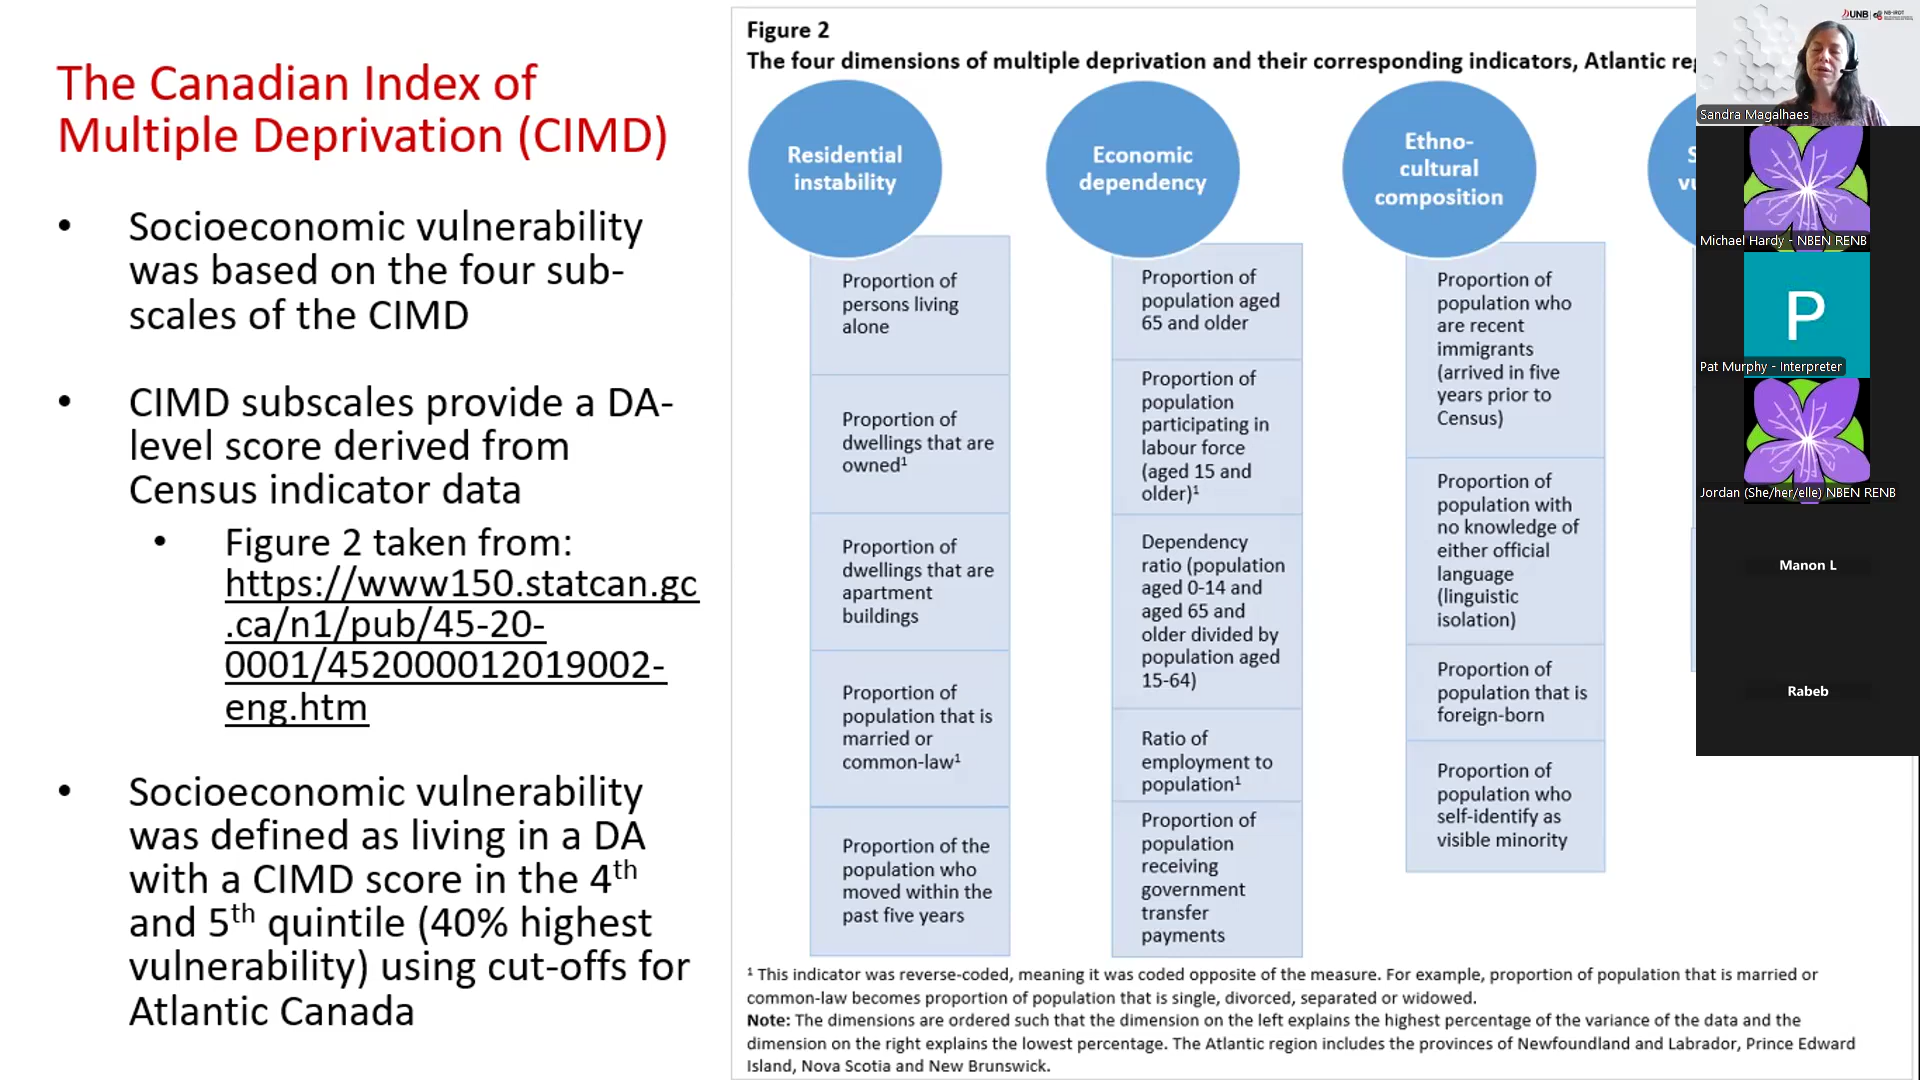 The Canadian Index of
Multiple Deprivation (CIMD)
• Socioeconomic vulnerability
was based on the four sub-
scales of the CIMD
• CIMD subscales provide a DA-
level score derived from
Census indicator data
• Figure 2 taken from:
https://www150.statcan.gc
.ca/n1/pub/45-20-
0001/452000012019002-
eng.htm
• Socioeconomic vulnerability
was defined as living in a DA
with a CIMD score in the 4th
and 5th quintile (40% highest
vulnerability) using cut-offs for
Atlantic Canada
Figure 2
The four dimensions of multiple deprivation and their corresponding indicators, Atlantic
Residential
instability
Proportion of
persons living
alone
Proportion of
dwellings that are
owned¹
Proportion of
dwellings that are
apartment
buildings
Proportion of
population that is
married or
common-law¹
Proportion of the
population who
moved within the
past five years
Economic
dependency
Proportion of
population aged
65 and older
Proportion of
population
participating in
labour force
(aged 15 and
older)¹
Dependency
ratio (population
aged 0-14 and
aged 65 and
older divided by
population aged
15-64)
Ratio of
employment to
population¹
Proportion of
population
receiving
government
transfer
payments
Ethno-
cultural
composition
Proportion of
population who
are recent
immigrants
(arrived in five
years prior to
Census)
Proportion of
population with
no knowledge of
either official
language
(linguistic
isolation)
Proportion of
population that is
foreign-born
Proportion of
population who
self-identify as
visible minority
¹ This indicator was reverse-coded, meaning it was coded opposite of the measure. For example, proportion of population that is married or
common-law becomes proportion of population that is single, divorced, separated or widowed.
Note: The dimensions are ordered such that the dimension on the left explains the highest percentage of the variance of the data and the
dimension on the right explains the lowest percentage. The Atlantic region includes the provinces of Newfoundland and Labrador, Prince Edward
Island, Nova Scotia and New Brunswick.
UNB
Sandra Magalhaes
Michael Hardy - NBEN RENB
P
Pat Murphy - Interpreter
Jordan (She/her/elle) NBEN RENB
Manon L
Rabeb